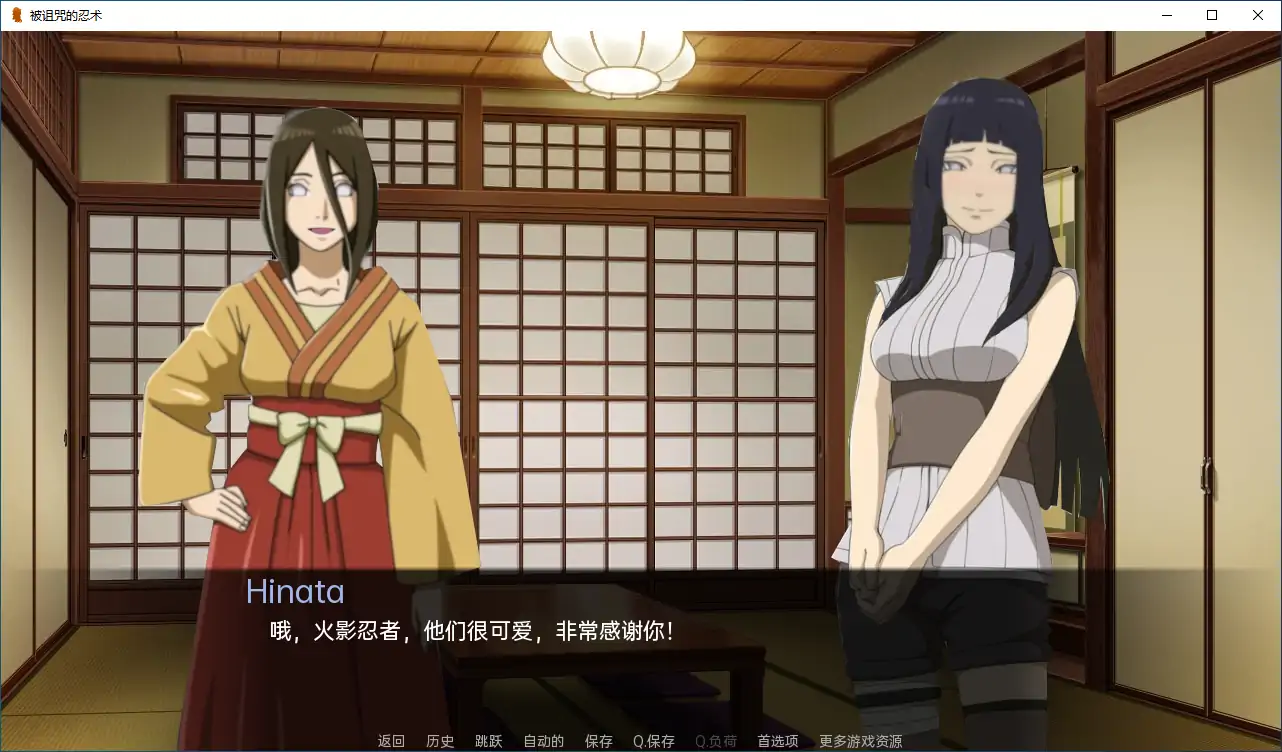 被诅咒的忍术
Hinata
哦，火影忍者，他们很可爱，非常感谢你！
返回 历史 跳跃 自动的 保存 Q.保存 Q.负荷 首选项 更多游戏资源